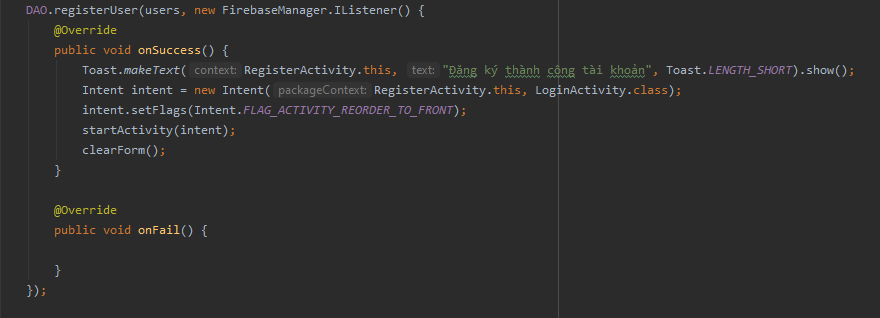 DAO.registerUser(users, new FirebaseManager.IListener() {
@Override
public void onSuccess() {
Toast.makeText( context: RegisterActivity.this, text: "Đăng ký thành công tài khoản", Toast.LENGTH_SHORT).show();
Intent intent = new Intent( packageContext: RegisterActivity.this, LoginActivity.class);
intent.setFlags(Intent.FLAG_ACTIVITY_REORDER_TO_FRONT);
startActivity(intent);
clearForm();
}
@Override
public void onFail() {
}
});